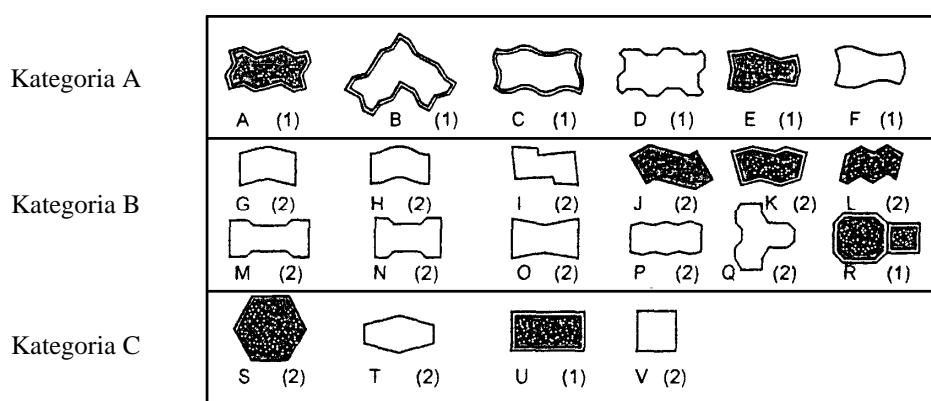 Kategoria A
A (1) B (1) C (1) D (1) E (1) F (1)
Kategoria B
G (2) H (2) I (2) J (2) K (2) L (2)
M (2) N (2) O (2) P (2) Q (2) R (1)
Kategoria C
S (2) T (2) U (1) V (2)